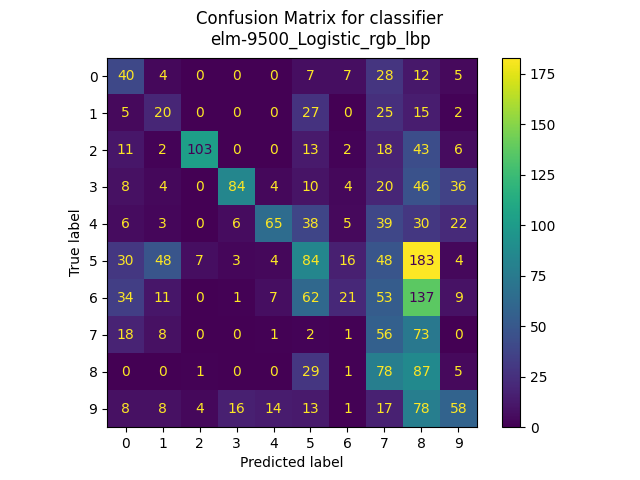 Confusion Matrix for classifier
elm-9500_Logistic_rgb_lbp
True label
0 40 4 0 0 0 7 7 28 12 5
1 5 20 0 0 0 27 0 25 15 2
2 11 2 103 0 0 13 2 18 43 6
3 8 4 0 84 4 10 4 20 46 36
4 6 3 0 6 65 38 5 39 30 22
5 30 48 7 3 4 84 16 48 183 4
6 34 11 0 1 7 62 21 53 137 9
7 18 8 0 0 1 2 1 56 73 0
8 0 0 1 0 0 29 1 78 87 5
9 8 8 4 16 14 13 1 17 78 58
0 1 2 3 4 5 6 7 8 9
Predicted label
175
150
125
100
75
50
25
0